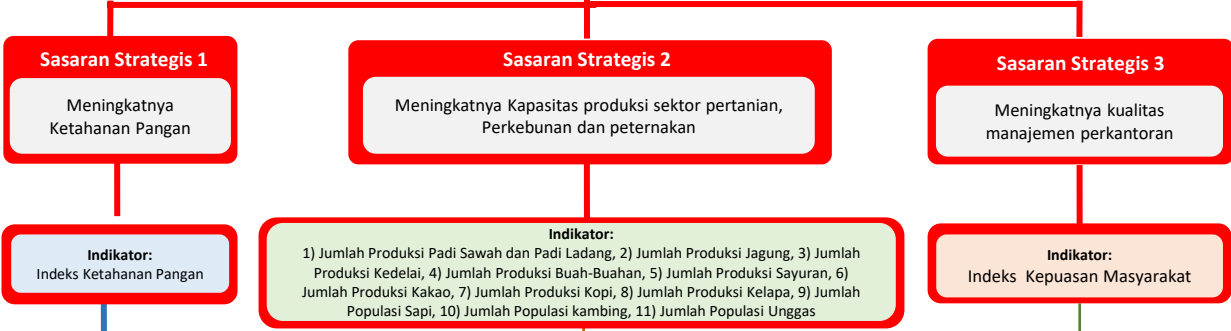 Sasaran Strategis 1
Meningkatnya
Ketahanan Pangan
Indikator:
Indeks Ketahanan Pangan
Sasaran Strategis 2
Meningkatnya Kapasitas produksi sektor pertanian,
Perkebunan dan peternakan
Indikator:
1) Jumlah Produksi Padi Sawah dan Padi Ladang, 2) Jumlah Produksi Jagung, 3) Jumlah
Produksi Kedelai, 4) Jumlah Produksi Buah-Buahan, 5) Jumlah Produksi Sayuran, 6)
Jumlah Produksi Kakao, 7) Jumlah Produksi Kopi, 8) Jumlah Produksi Kelapa, 9) Jumlah
Populasi Sapi, 10) Jumlah Populasi kambing, 11) Jumlah Populasi Unggas
Sasaran Strategis 3
Meningkatnya kualitas
manajemen perkantoran
Indikator:
Indeks Kepuasan Masyarakat